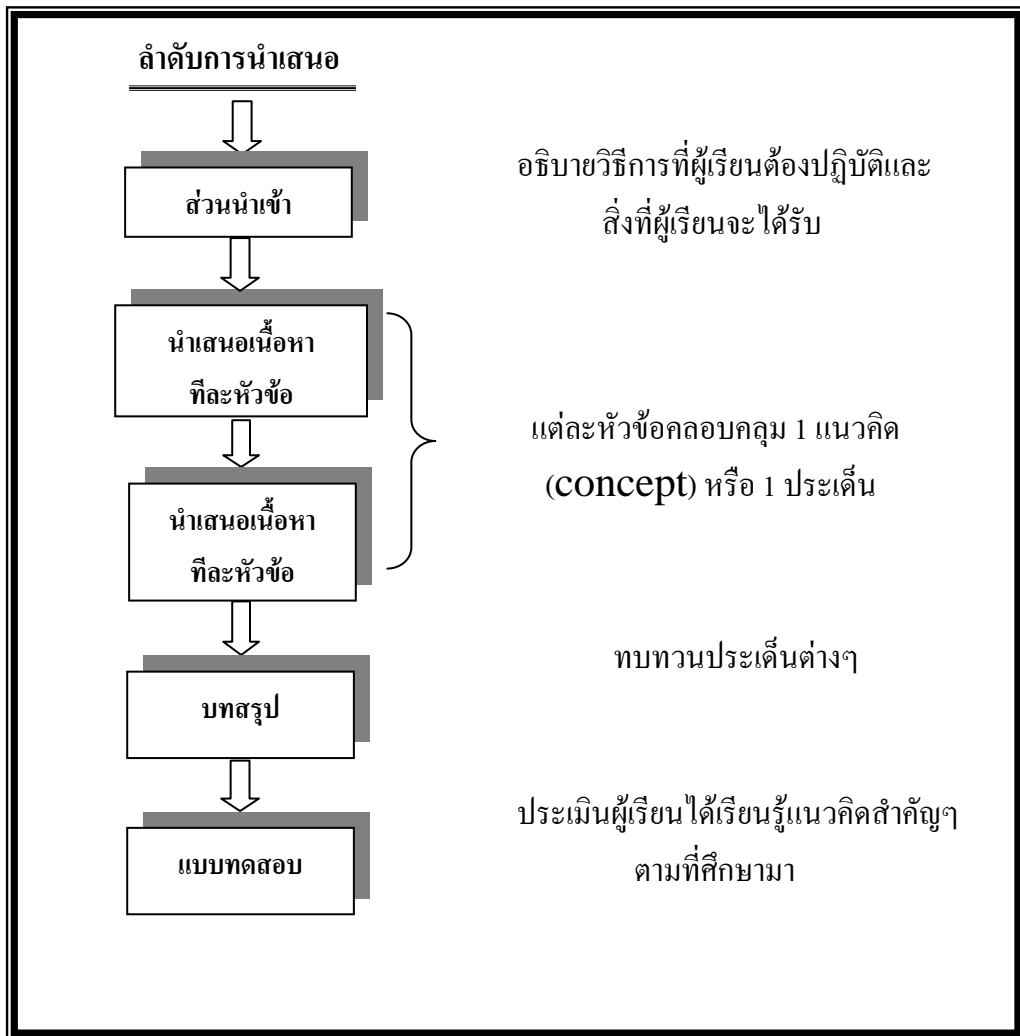 ลำดับการนำเสนอ
ส่วนนำเข้า
อธิบายวิธีการที่ผู้เรียนต้องปฏิบัติและ
สิ่งที่ผู้เรียนจะได้รับ
นำเสนอเนื้อหา
ทีละหัวข้อ
แต่ละหัวข้อคลอบคลุม 1 แนวคิด
(concept) หรือ 1 ประเด็น
นำเสนอเนื้อหา
ทีละหัวข้อ
บทสรุป
ทบทวนประเด็นต่างๆ
แบบทดสอบ
ประเมินผู้เรียนได้เรียนรู้แนวคิดสำคัญๆ
ตามที่ศึกษามา